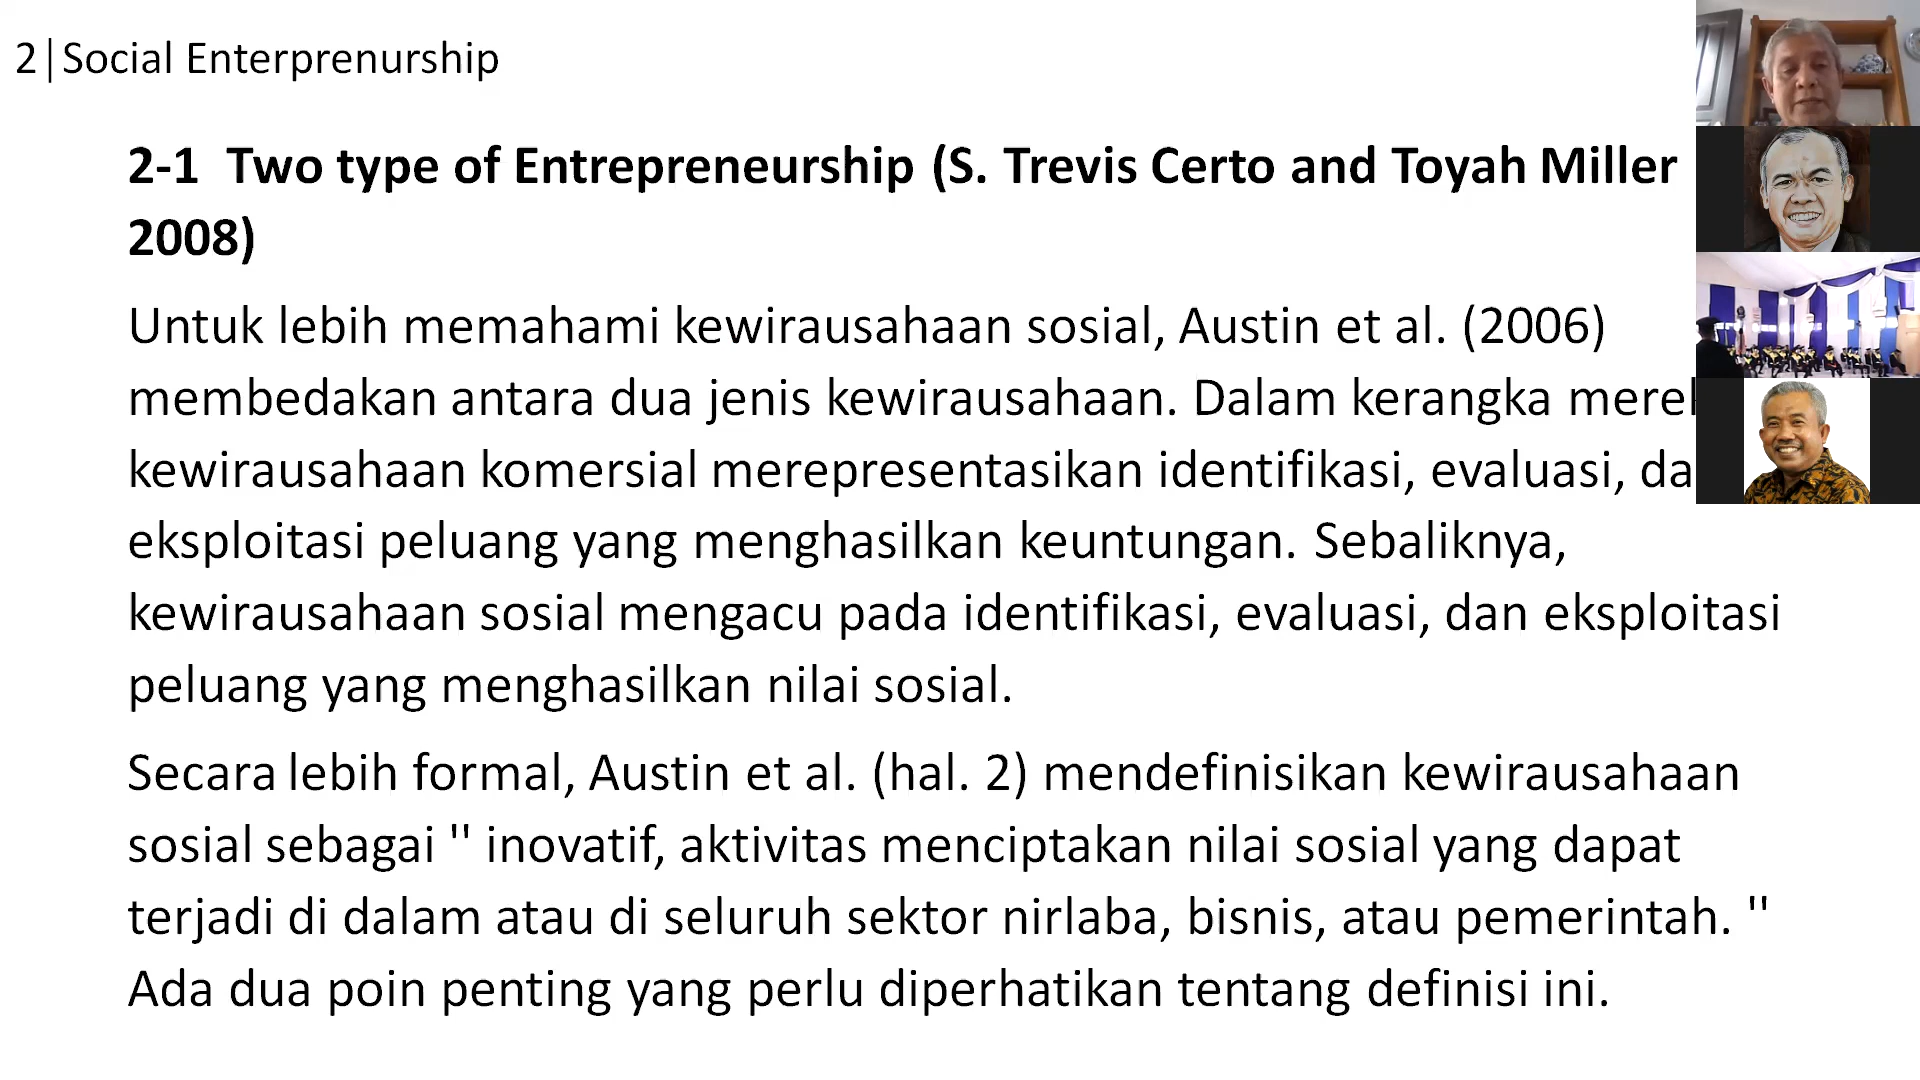 2|Social Enterprenurship
2-1 Two type of Entrepreneurship (S. Trevis Certo and Toyah Miller
2008)
Untuk lebih memahami kewirausahaan sosial, Austin et al. (2006)
membedakan antara dua jenis kewirausahaan. Dalam kerangka
kewirausahaan komersial merepresentasikan identifikasi, evaluasi,
eksploitasi peluang yang menghasilkan keuntungan. Sebaliknya,
kewirausahaan sosial mengacu pada identifikasi, evaluasi, dan eksploitasi
peluang yang menghasilkan nilai sosial.
Secara lebih formal, Austin et al. (hal. 2) mendefinisikan kewirausahaan
sosial sebagai " inovatif, aktivitas menciptakan nilai sosial yang dapat
terjadi di dalam atau di seluruh sektor nirlaba, bisnis, atau pemerintah. "
Ada dua poin penting yang perlu diperhatikan tentang definisi ini.